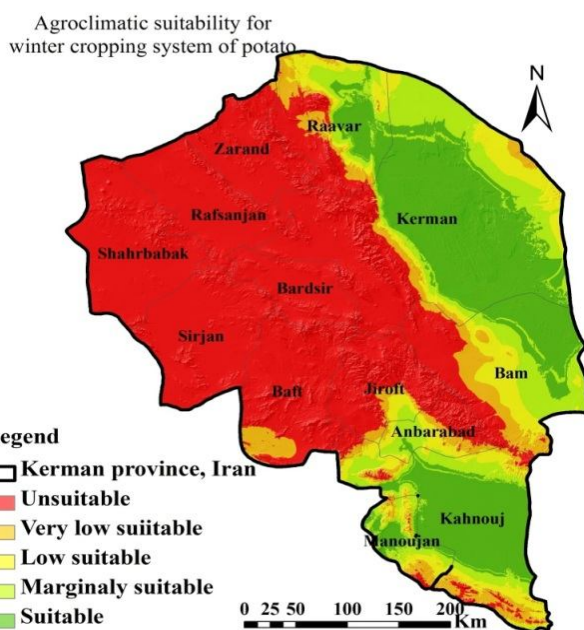 Agroclimatic suitability for
winter cropping system of potato
N
Raavar
Zarand
Rafsanjan
Kerman
Shahrbabak
Bardsir
Sirjan
Baft
Jiroft
Bam
Anbarabad
Kahnouj
Manoujan
egend
Kerman province, Iran
Unsuitable
Very low suiitable
Low suitable
Marginaly suitable
Suitable
0 25 50 100 150 200
Km